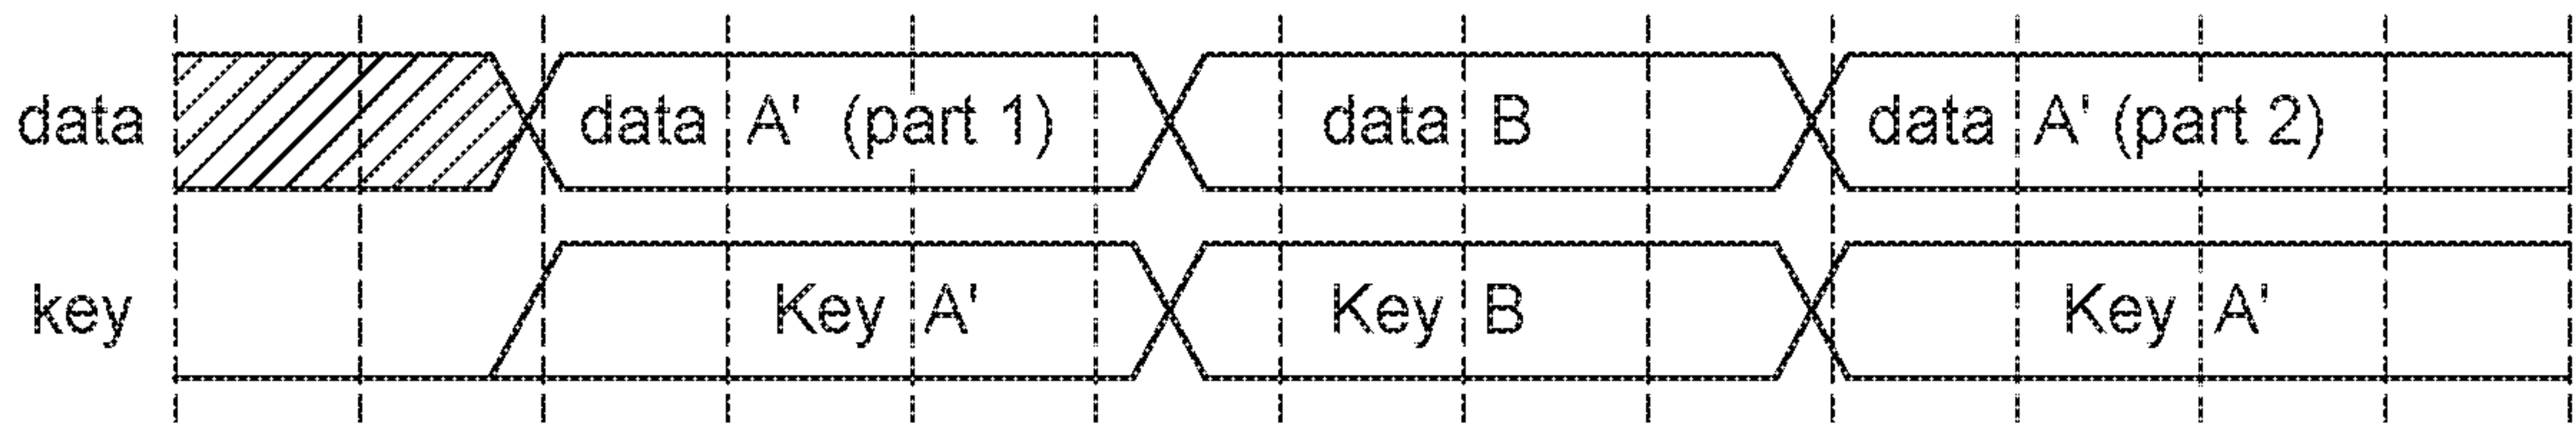 data data A' (part 1) data B data A' (part 2)
key Key A' Key B Key A'